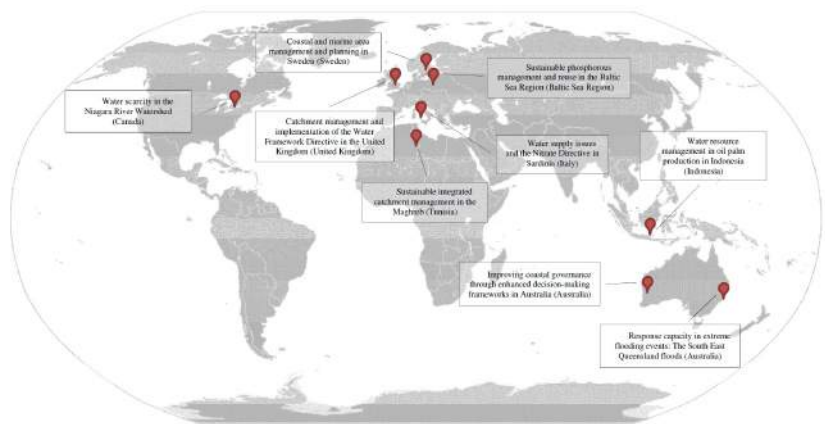 Coastal and marine area
management and planning in
Sweden (Sweden)
Sustainable phosphorous
management and reuse in the Baltic
Sea Region (Baltic Sea Region)
Water scarcity in the
Niagara River Watershed
(Canada)
Catchment management and
implementation of the Water
Framework Directive in the United
Kingdom (United Kingdom)
Water supply issues
and the Nitrate Directive in
Sardinia (Italy)
Water resource
management in oil palm
production in Indonesia
(Indonesia)
Sustainable integrated
catchment management in the
Maghreb (Tunisia)
Improving coastal governance
through enhanced decision-making
frameworks in Australia (Australia)
Response capacity in extreme
flooding events: The South East
Queensland floods (Australia)